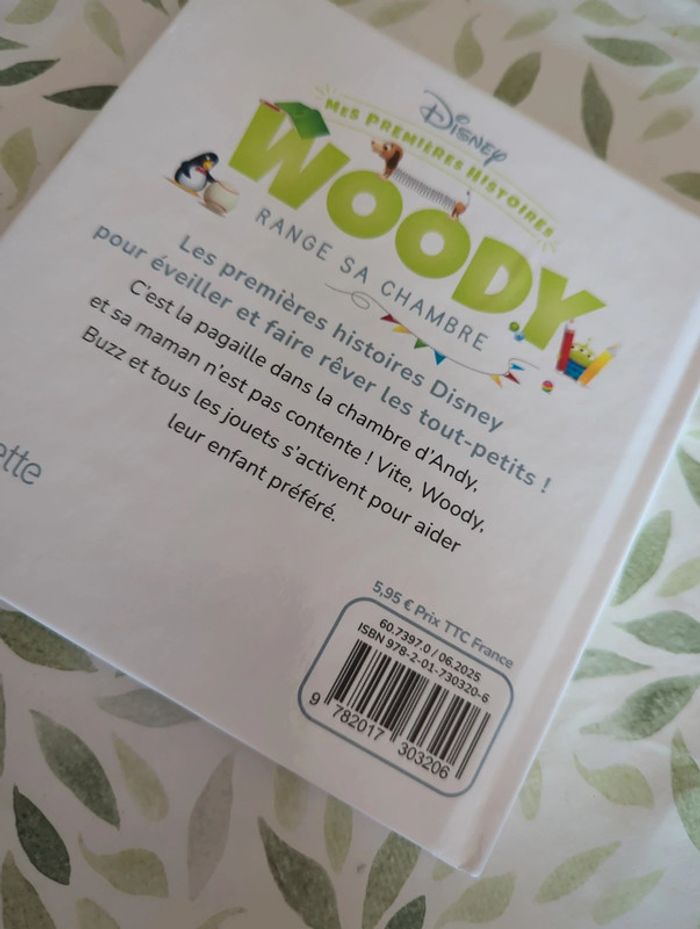 Disney
MES PREMIÈRES HISTOIRES
WOODY
RANGE SA CHAMBRE
Les premières histoires Disney
pour éveiller et faire rêver les tout-petits !
C'est la pagaille dans la chambre d'Andy,
et sa maman n'est pas contente ! Vite, Woody,
Buzz et tous les jouets s'activent pour aider
leur enfant préféré.
ette
5,95 € Prix TTC France
60.7397.0 / 06.2025
ISBN 978-2-01-730320-6
9 782017 303206